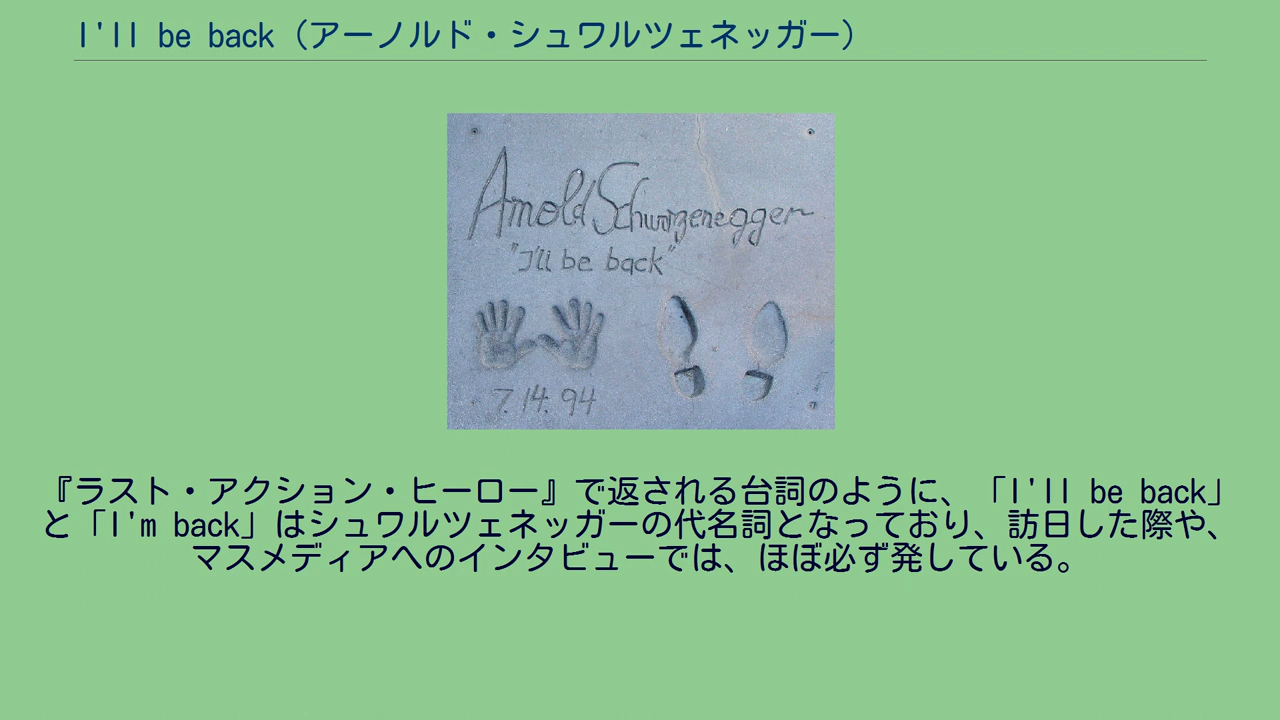 I'll be back（アーノルド・シュワルツェネッガー）
Arnold Schwarzenegger
"I'll be back"
7.14.94
『ラスト・アクション・ヒーロー』で返される台詞のように、「I'll be back」
と「I'm back」はシュワルツェネッガーの代名詞となっており、訪日した際や、
マスメディアへのインタビューでは、ほぼ必ず発している。